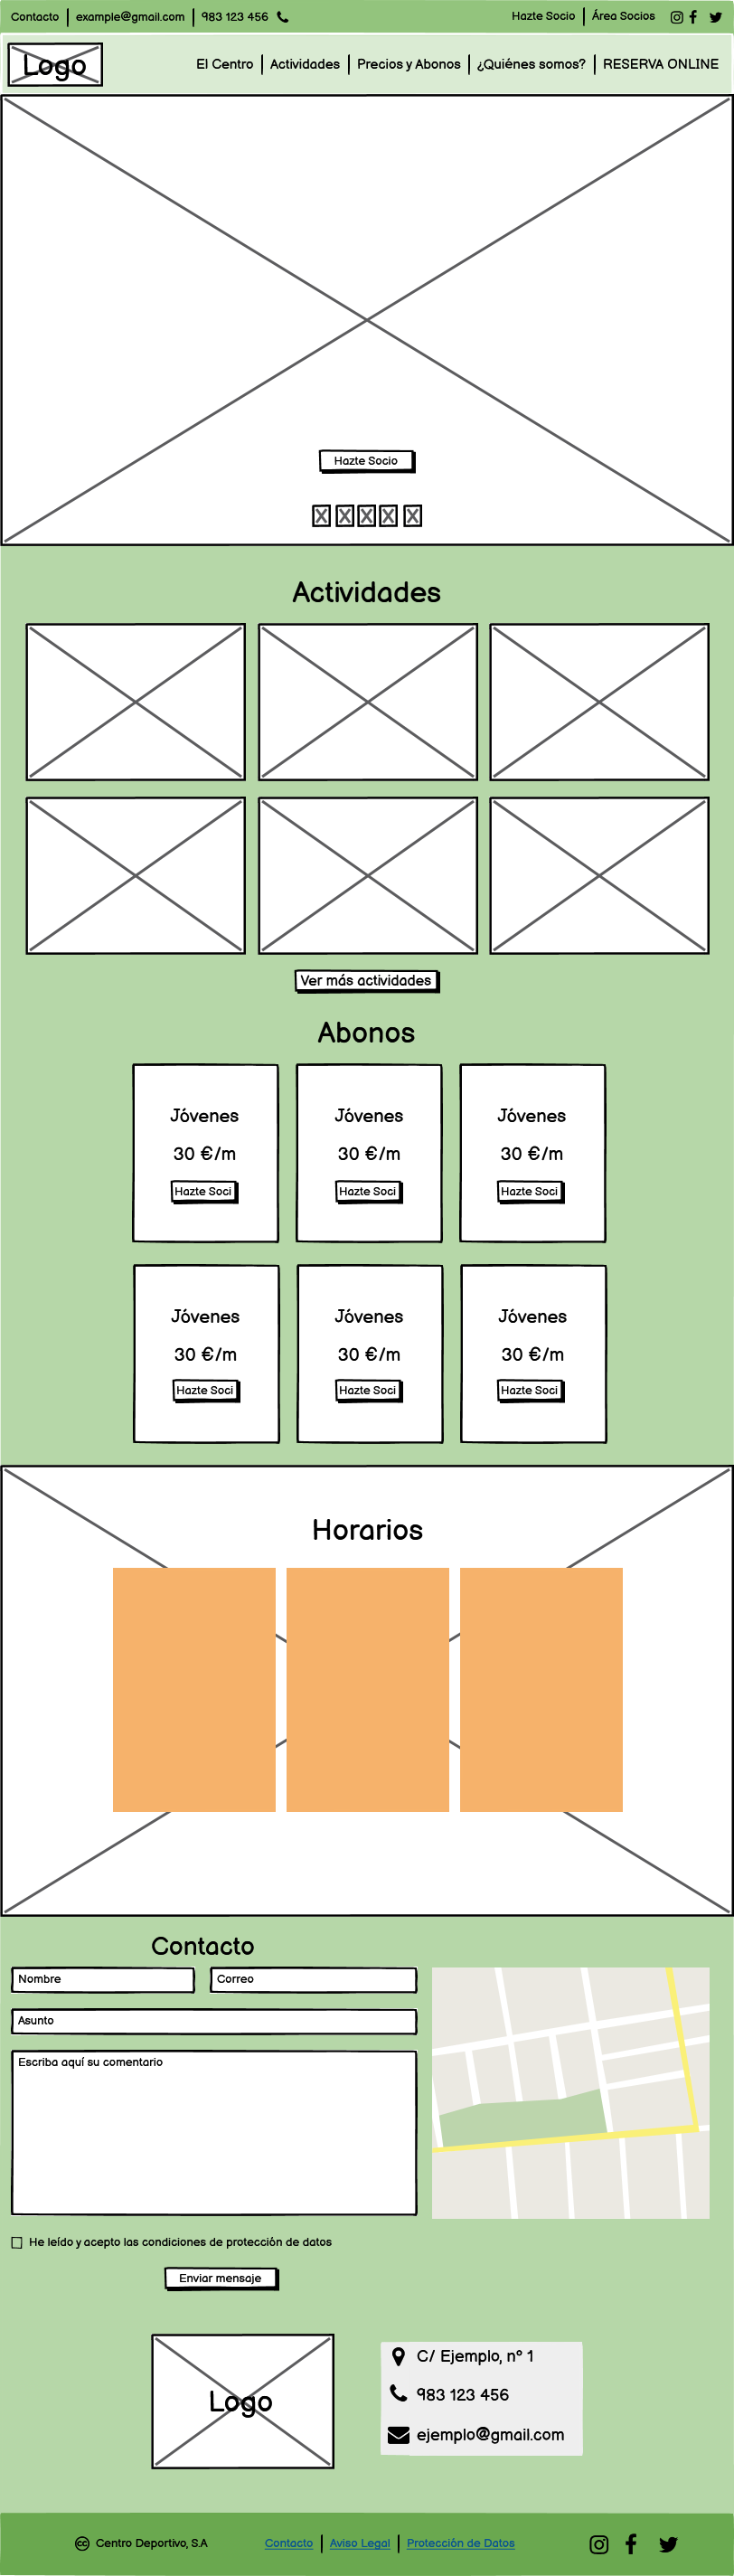 Contacto example@gmail.com 983 123 456 Hazte Socio Área Socios
Logo El Centro Actividades Precios y Abonos ¿Quiénes somos? RESERVA ONLINE
Hazte Socio
Actividades
Ver más actividades
Abonos
Jóvenes Jóvenes Jóvenes
30 €/m 30 €/m 30 €/m
Hazte Soci Hazte Soci Hazte Soci
Jóvenes Jóvenes Jóvenes
30 €/m 30 €/m 30 €/m
Hazte Soci Hazte Soci Hazte Soci
Horarios
Contacto
Nombre Correo
Asunto
Escriba aquí su comentario
He leído y acepto las condiciones de protección de datos
Enviar mensaje
Logo
C/ Ejemplo, nº 1
983 123 456
ejemplo@gmail.com
cc Centro Deportivo, S.A Contacto Aviso Legal Protección de Datos